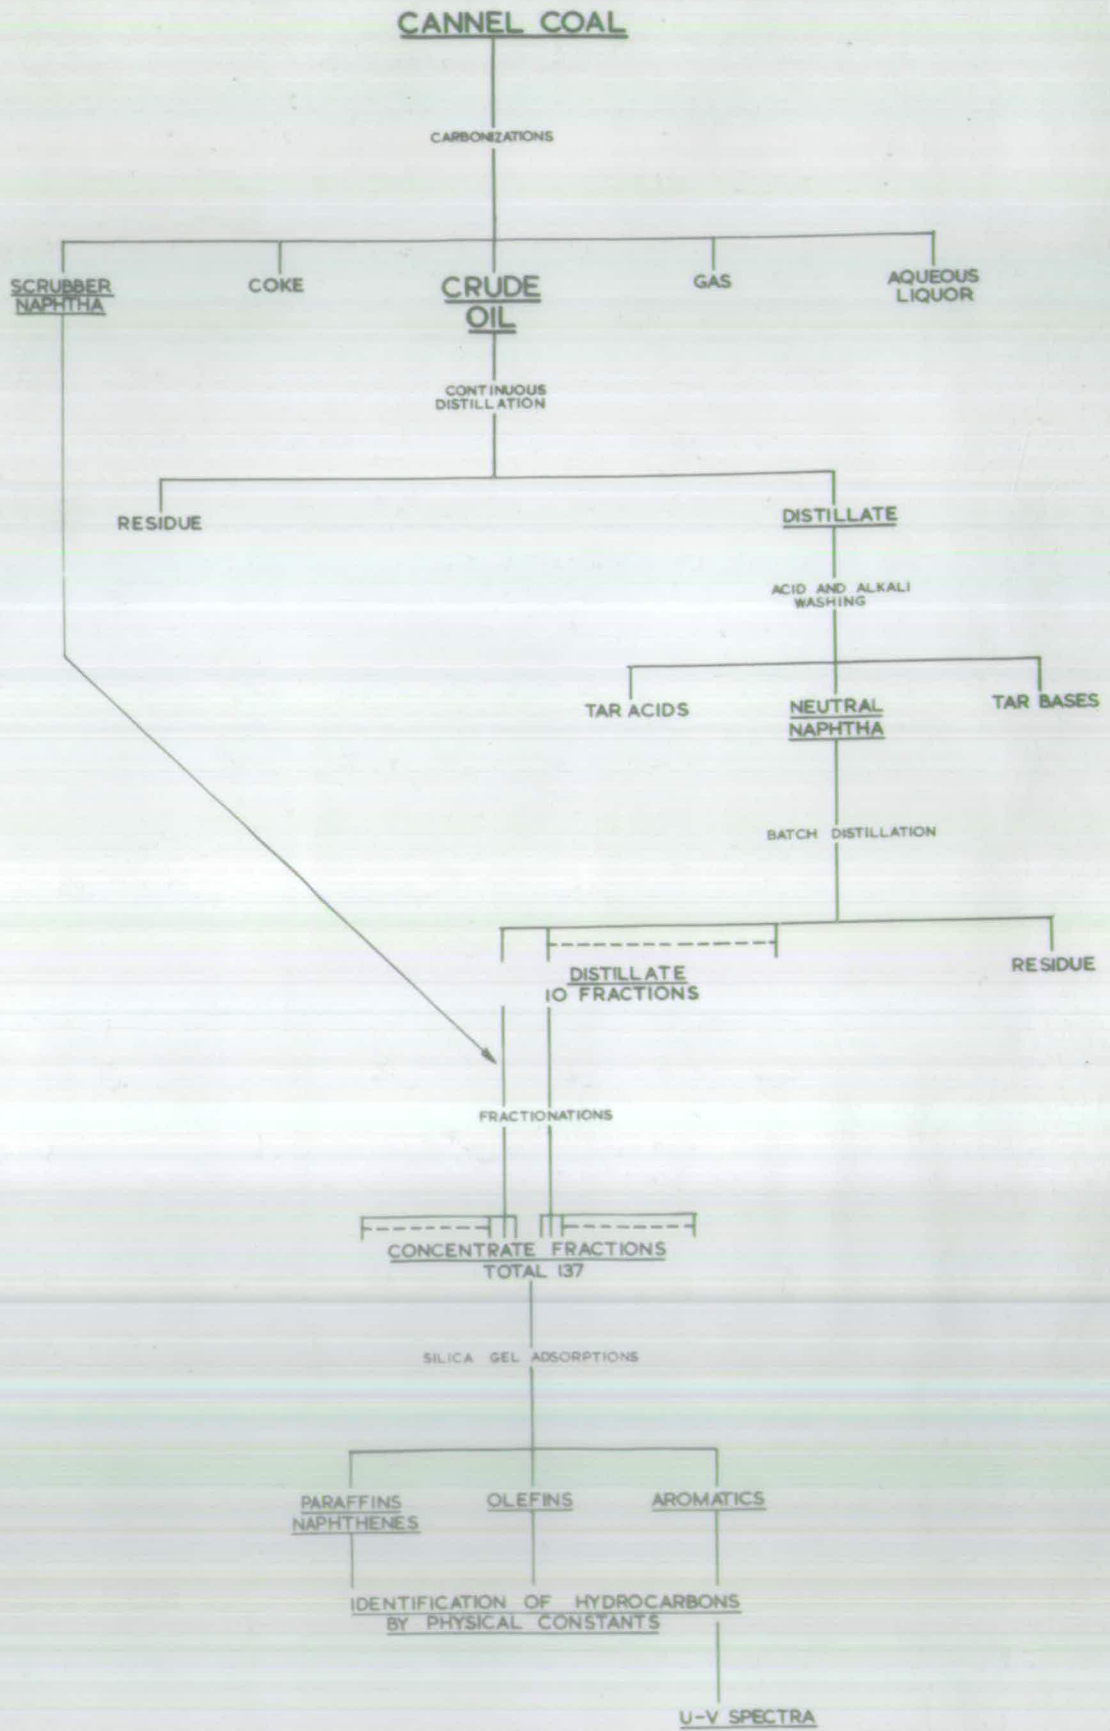 CANNEL COAL
CARBONIZATIONS
SCRUBBER
NAPHTHA
COKE
CRUDE
OIL
GAS
AQUEOUS
LIQUOR
CONTINUOUS
DISTILLATION
RESIDUE
DISTILLATE
ACID AND ALKALI
WASHING
TAR ACIDS
NEUTRAL
NAPHTHA
TAR BASES
BATCH DISTILLATION
DISTILLATE
10 FRACTIONS
RESIDUE
FRACTIONATIONS
CONCENTRATE FRACTIONS
TOTAL 137
SILICA GEL ADSORPTIONS
PARAFFINS
NAPHTHENES
OLEFINS
AROMATICS
IDENTIFICATION OF HYDROCARBONS
BY PHYSICAL CONSTANTS
U-V SPECTRA